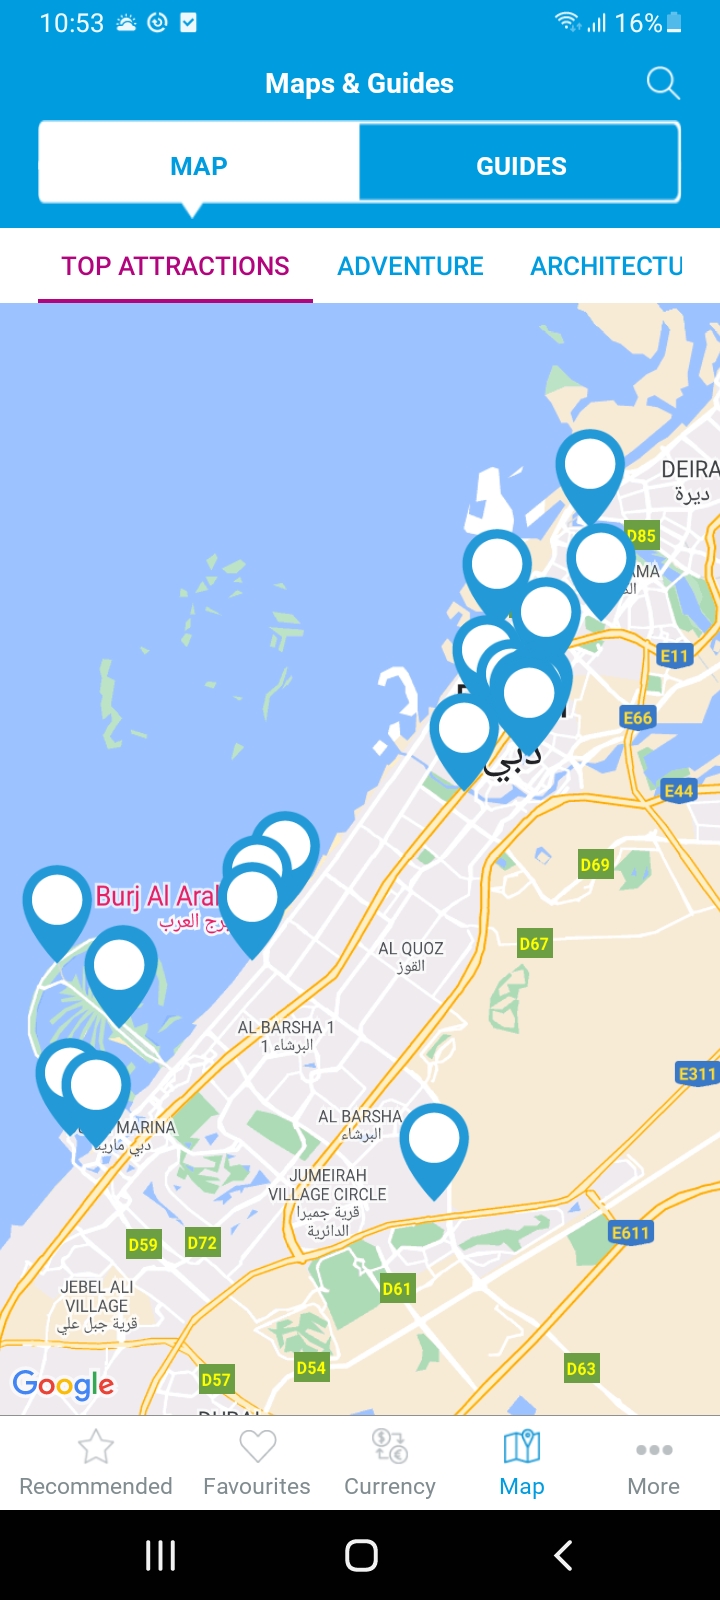 10:53
16%
Maps & Guides
MAP
GUIDES
TOP ATTRACTIONS
ADVENTURE
ARCHITECTU
DEIRA
ديرة
D85
E11
E66
دبي
E44
D69
Burj Al Aral
برج العرب
D67
AL QUOZ
القوز
AL BARSHA 1
البرشاء 1
E311
AL BARSHA
البرشاء
MARINA
دبي مارينا
JUMEIRAH
VILLAGE CIRCLE
قرية جميرا
الدائرية
E611
D59
D72
D61
JEBEL ALI
VILLAGE
قرية جبل علي
D54
D63
D57
Google
Recommended
Favourites
Currency
Map
More